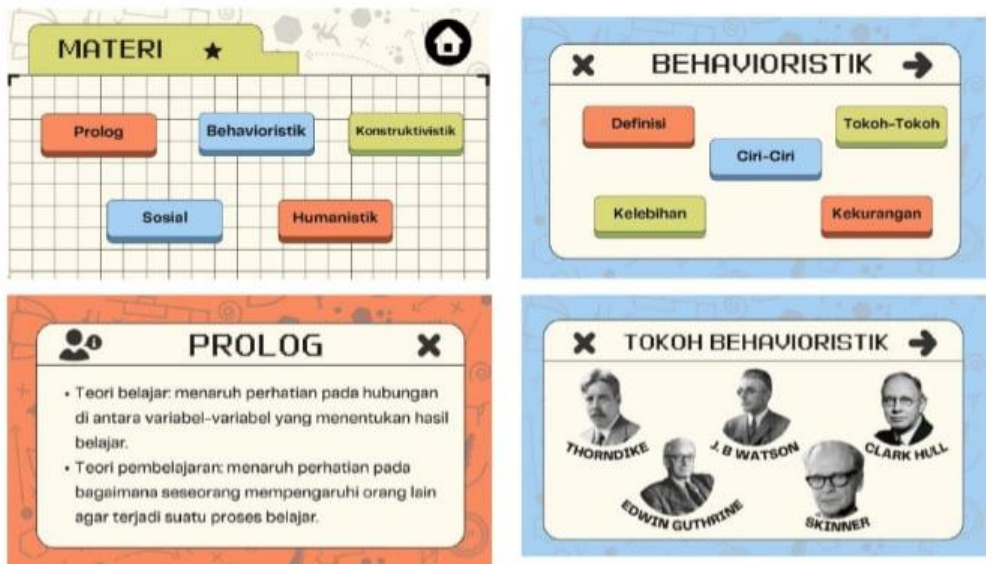 MATERI
Prolog
Behavioristik
Konstruktivistik
Sosial
Humanistik
BEHAVIORISTIK
Definisi
Tokoh-Tokoh
Ciri-Ciri
Kelebihan
Kekurangan
PROLOG
• Teori belajar: menaruh perhatian pada hubungan
di antara variabel-variabel yang menentukan hasil
belajar.
• Teori pembelajaran: menaruh perhatian pada
bagaimana seseorang mempengaruhi orang lain
agar terjadi suatu proses belajar.
TOKOH BEHAVIORISTIK
THORNDIKE
J. B WATSON
CLARK HULL
EDWIN GUTHRINE
SKINNER